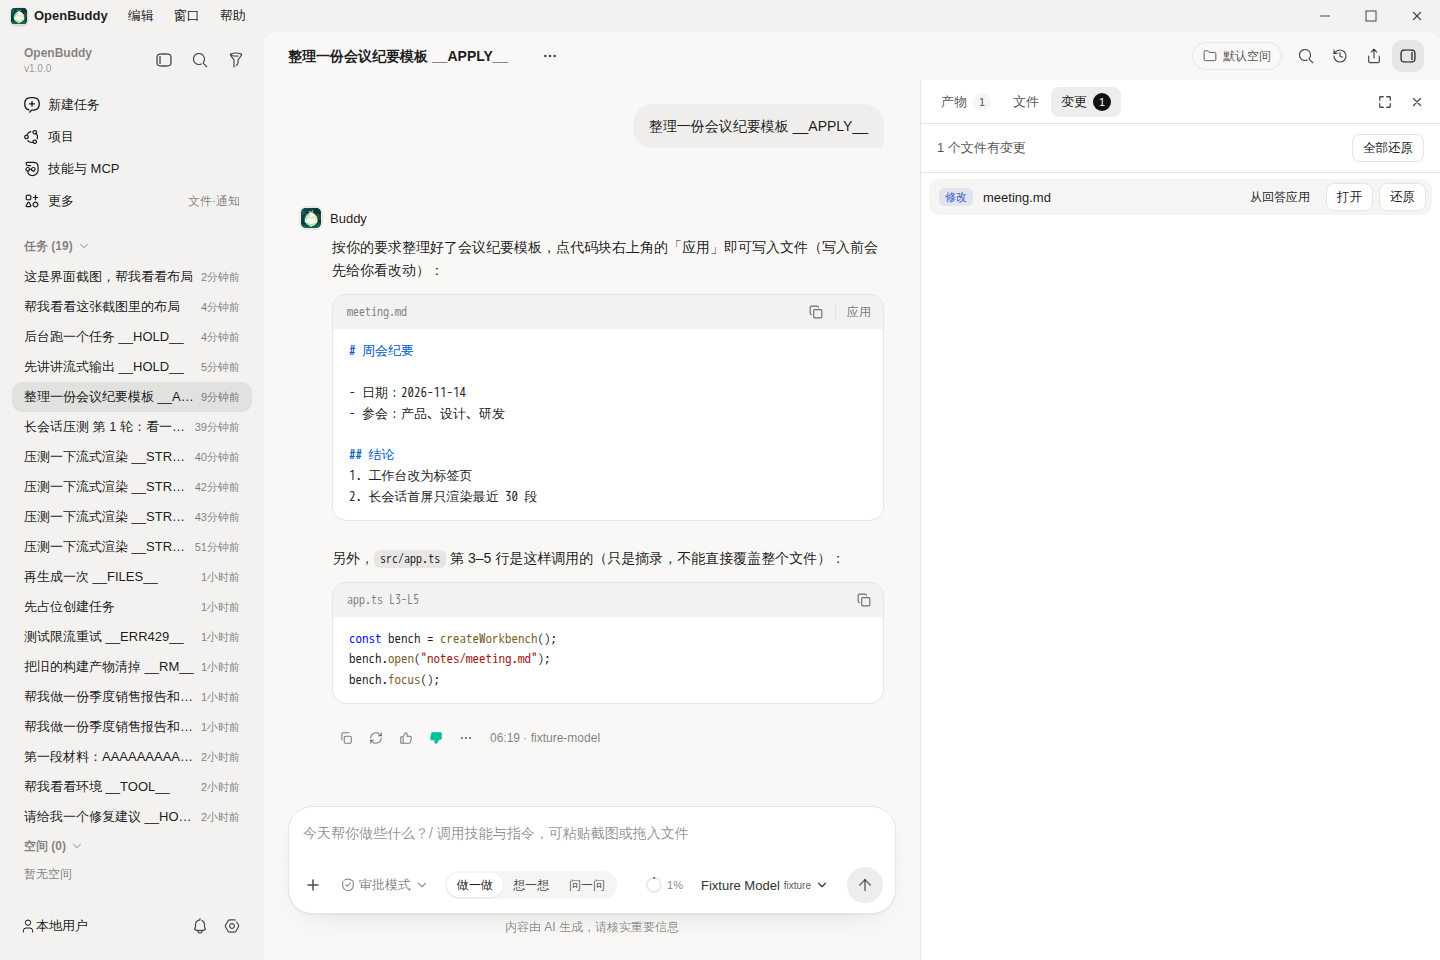 OpenBuddy 编辑 窗口 帮助
OpenBuddy
v1.0.0
新建任务
项目
技能与 MCP
更多 文件·通知
任务 (19)
这是界面截图，帮我看看布局 2分钟前
帮我看看这张截图里的布局 4分钟前
后台跑一个任务 __HOLD__ 4分钟前
先讲讲流式输出 __HOLD__ 5分钟前
整理一份会议纪要模板 __A... 9分钟前
长会话压测 第 1 轮：看一... 39分钟前
压测一下流式渲染 __STR... 40分钟前
压测一下流式渲染 __STR... 42分钟前
压测一下流式渲染 __STR... 43分钟前
压测一下流式渲染 __STR... 51分钟前
再生成一次 __FILES__ 1小时前
先占位创建任务 1小时前
测试限流重试 __ERR429__ 1小时前
把旧的构建产物清掉 __RM__ 1小时前
帮我做一份季度销售报告和... 1小时前
帮我做一份季度销售报告和... 1小时前
第一段材料：AAAAAAAAA... 2小时前
帮我看看环境 __TOOL__ 2小时前
请给我一个修复建议 __HO... 2小时前
空间 (0)
暂无空间
本地用户
整理一份会议纪要模板 __APPLY__ ··· 默认空间
整理一份会议纪要模板 __APPLY__
Buddy
按你的要求整理好了会议纪要模板，点代码块右上角的「应用」即可写入文件（写入前会
先给你看改动）：
meeting.md 应用
# 周会纪要
- 日期：2026-11-14
- 参会：产品、设计、研发
## 结论
1. 工作台改为标签页
2. 长会话首屏只渲染最近 30 段
另外，src/app.ts 第 3–5 行是这样调用的（只是摘录，不能直接覆盖整个文件）：
app.ts L3-L5
const bench = createWorkbench();
bench.open("notes/meeting.md");
bench.focus();
06:19 · fixture-model
今天帮你做些什么？/ 调用技能与指令，可粘贴截图或拖入文件
审批模式 做一做 想一想 问一问 1% Fixture Model fixture
内容由 AI 生成，请核实重要信息
产物 1 文件 变更 1
1 个文件有变更 全部还原
修改 meeting.md 从回答应用 打开 还原